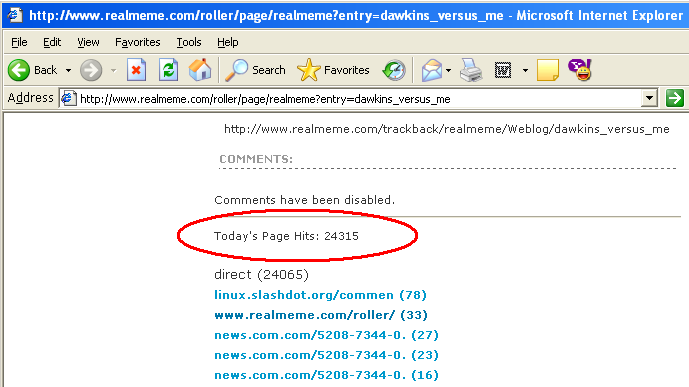 http://www.realmeme.com/roller/page/realmeme?entry=dawkins_versus_me - Microsoft Internet Explorer
File Edit View Favorites Tools Help
Back Search Favorites
Address http://www.realmeme.com/roller/page/realmeme?entry=dawkins_versus_me
http://www.realmeme.com/trackback/realmeme/Weblog/dawkins_versus_me
COMMENTS:
Comments have been disabled.
Today's Page Hits: 24315
direct (24065)
linux.slashdot.org/commen (78)
www.realmeme.com/roller/ (33)
news.com.com/5208-7344-0. (27)
news.com.com/5208-7344-0. (23)
news.com.com/5208-7344-0. (16)